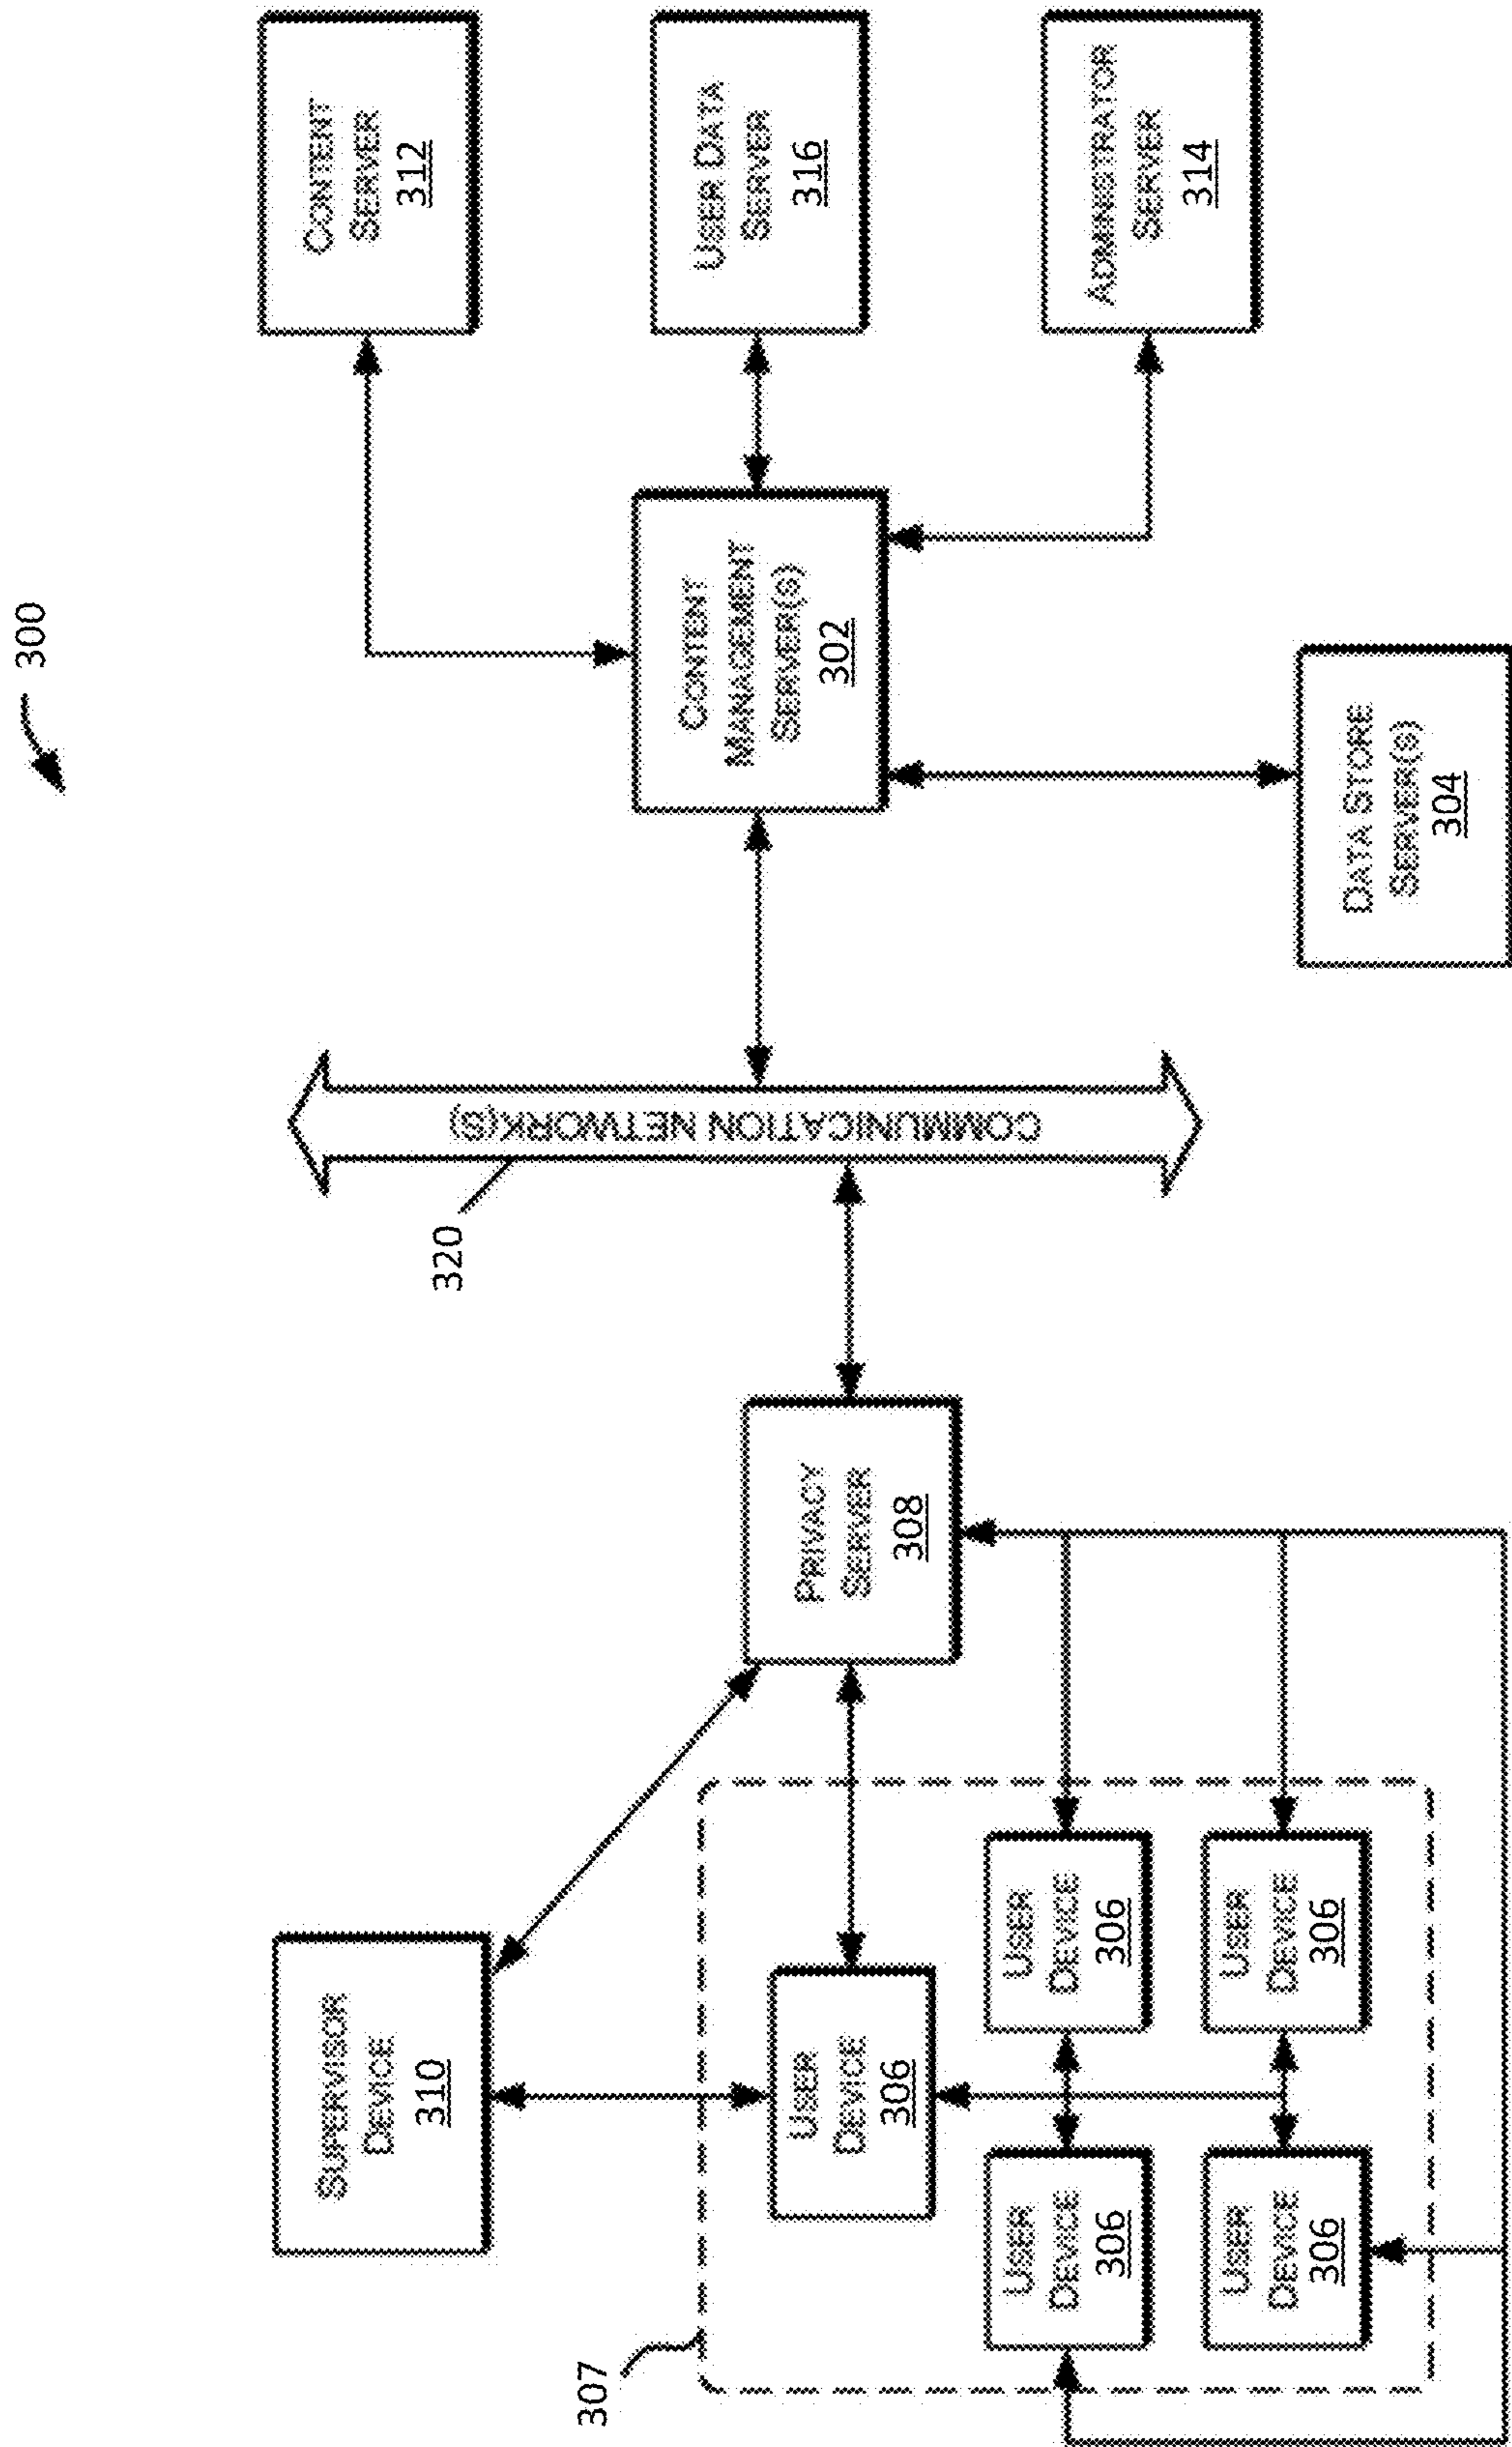 300
SUPERVISOR
DEVICE
310
307
USER
DEVICE
306
USER
DEVICE
306
USER
DEVICE
306
USER
DEVICE
306
USER
DEVICE
306
PRIVACY
SERVER
308
320
COMMUNICATION NETWORK(S)
CONTENT
MANAGEMENT
SERVER(S)
302
DATA STORE
SERVER(S)
304
CONTENT
SERVER
312
USER DATA
SERVER
316
ADMINISTRATOR
SERVER
314